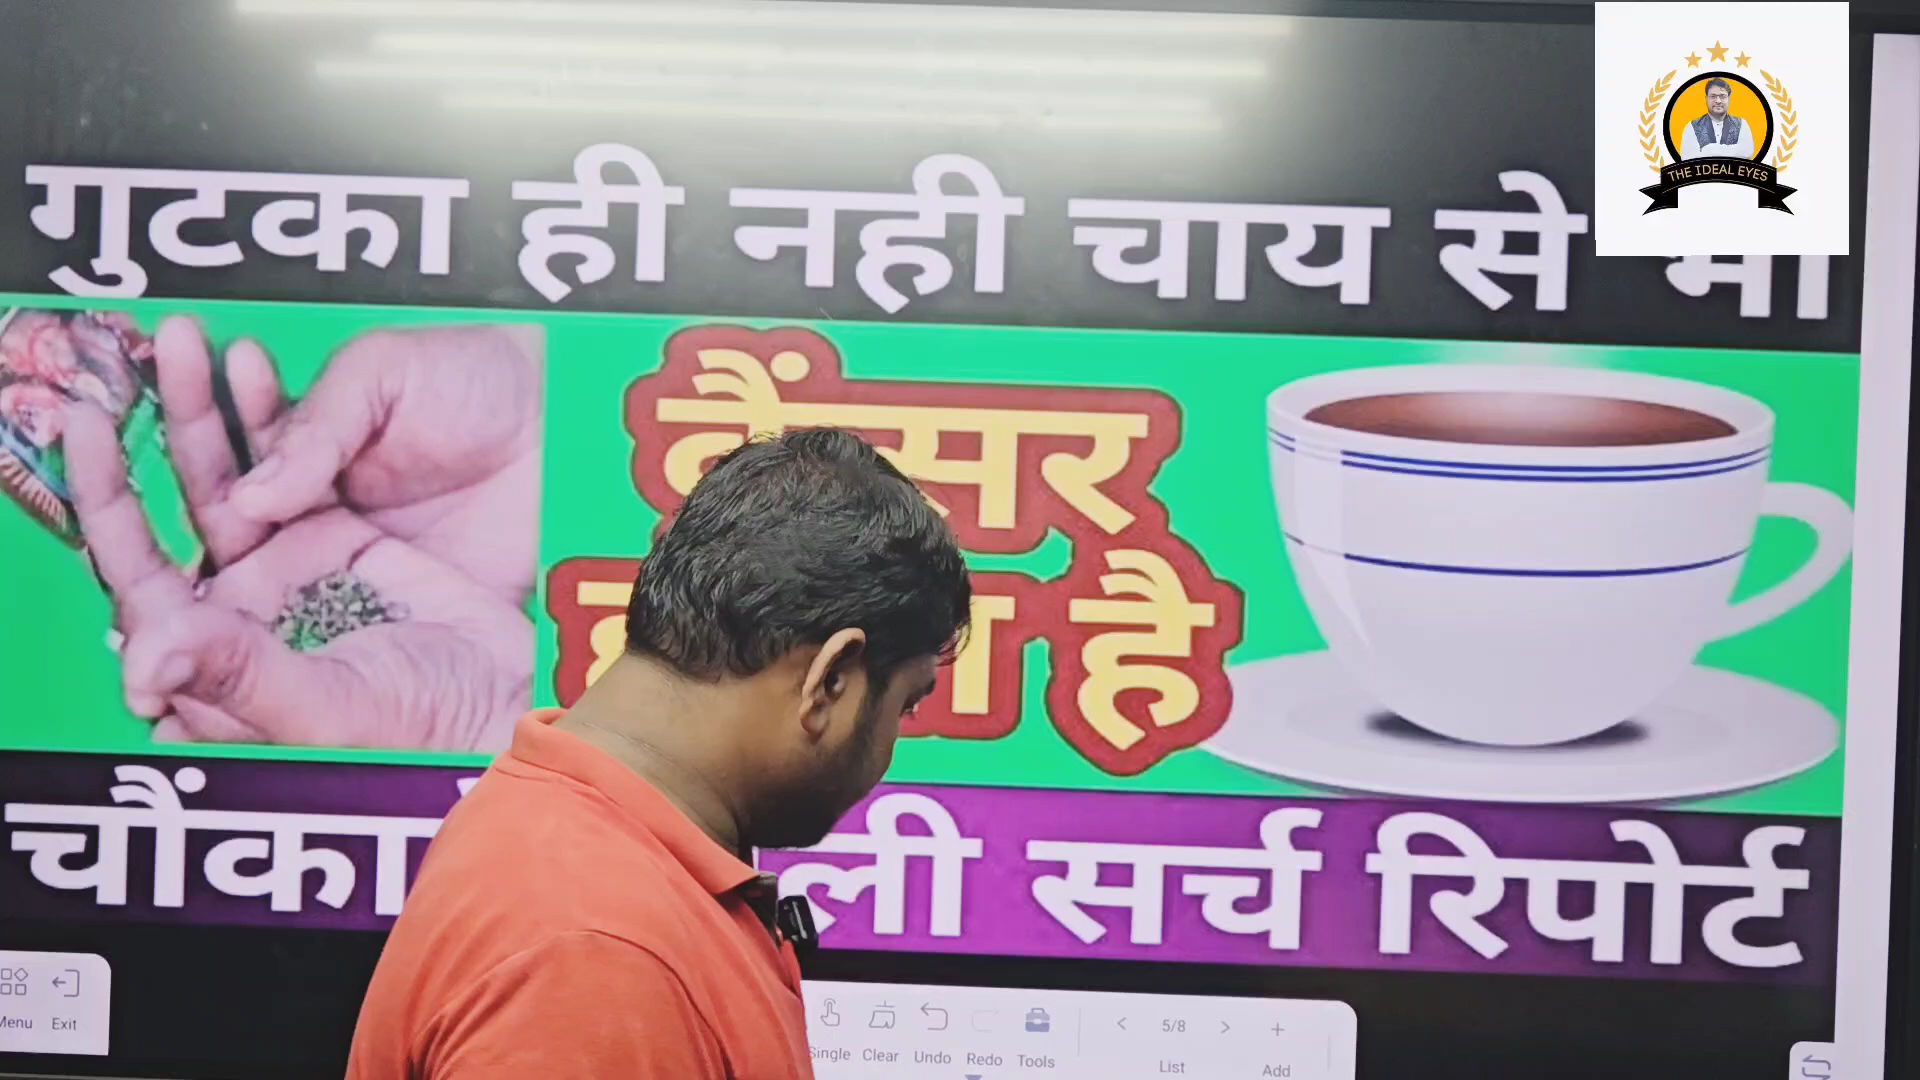 गुटका ही नही चाय से
THE IDEAL EYES
है
सर्च रिपोर्ट
Menu Exit
Single Clear Undo Redo Tools
5/8
List Add